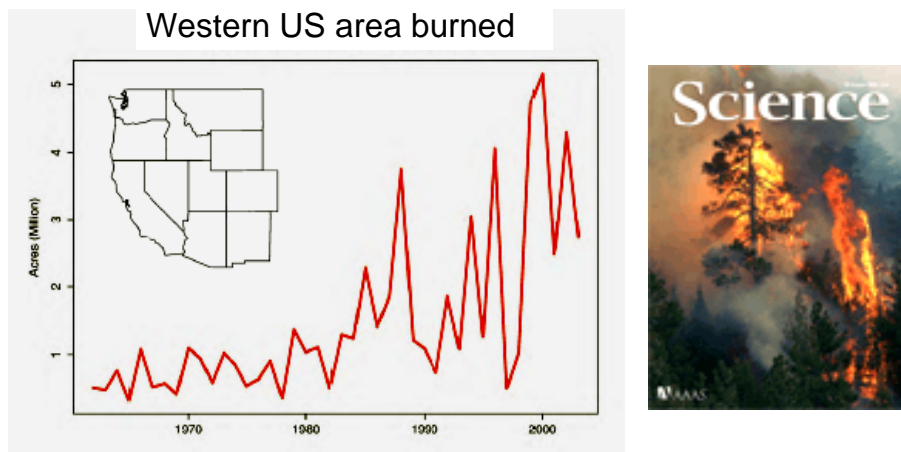 Western US area burned
5
4
3
2
1
Acres (Million)
1970
1980
1990
2000
Science
AAAS